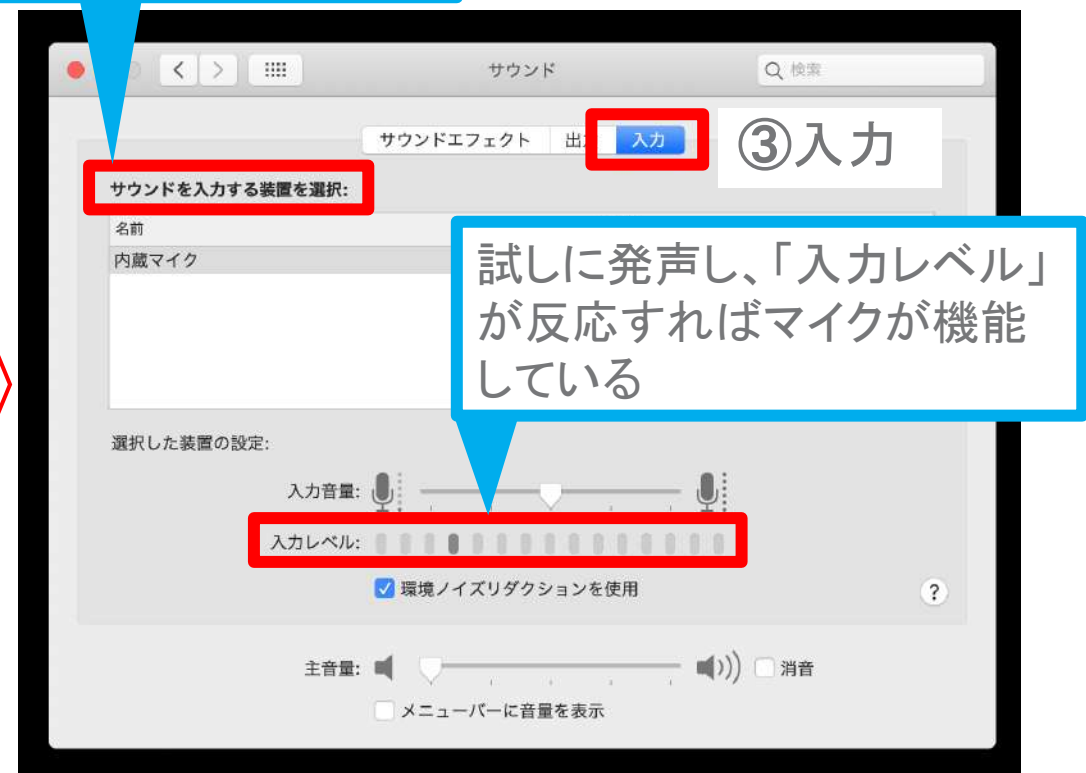 サウンド
検索
サウンドエフェクト 出 入力
③入力
サウンドを入力する装置を選択:
名前
内蔵マイク
試しに発声し、「入力レベル」
が反応すればマイクが機能
している
選択した装置の設定:
入力音量:
入力レベル:
環境ノイズリダクションを使用
?
主音量:
消音
メニューバーに音量を表示